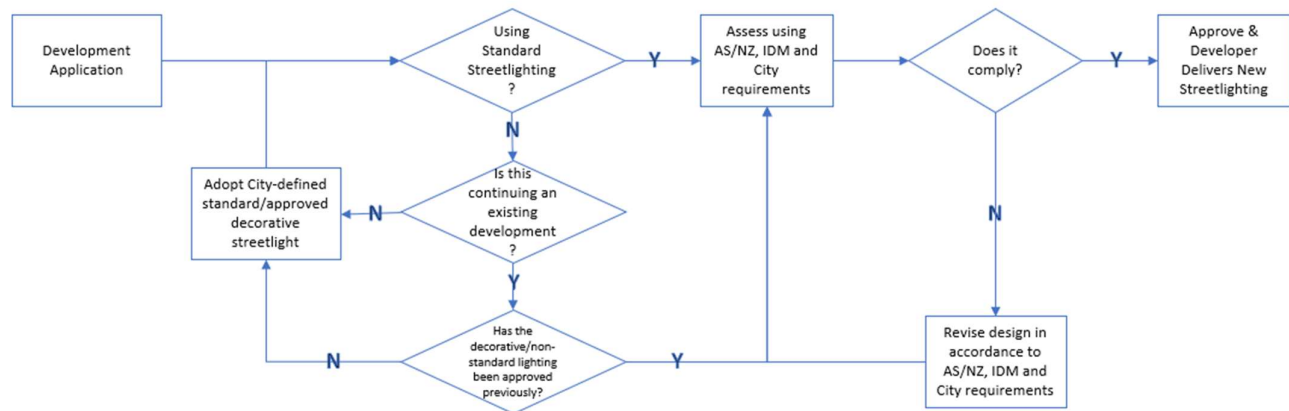 Development
Application
Using
Standard
Streetlighting
?
Y
Assess using
AS/NZ, IDM and
City
requirements
Does it
comply?
Y
Approve &
Developer
Delivers New
Streetlighting
N
Is this
continuing an
existing
development
?
N
Adopt City-defined
standard/approved
decorative
streetlight
Y
Has the
decorative/non-
standard lighting
been approved
previously?
N
Y
N
Revise design in
accordance to
AS/NZ, IDM and
City requirements